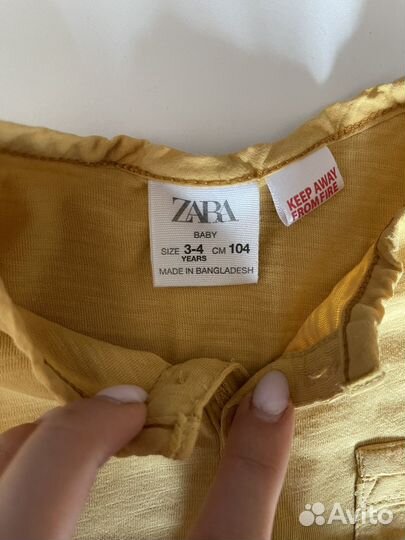 ZARA
BABY
SIZE 3-4 YEARS CM 104
MADE IN BANGLADESH
KEEP AWAY
FROM FIRE
Avito